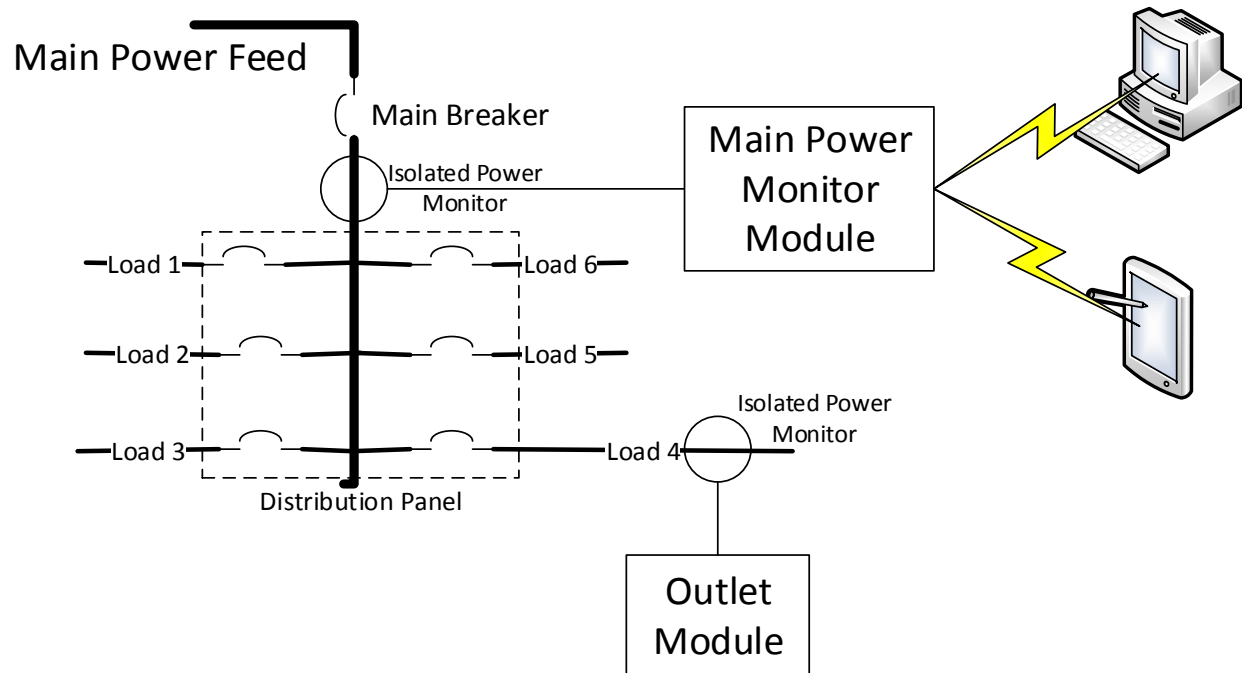 Main Power Feed
Main Breaker
Isolated Power
Monitor
Main Power
Monitor
Module
Load 1
Load 6
Load 2
Load 5
Isolated Power
Monitor
Load 3
Load 4
Distribution Panel
Outlet
Module